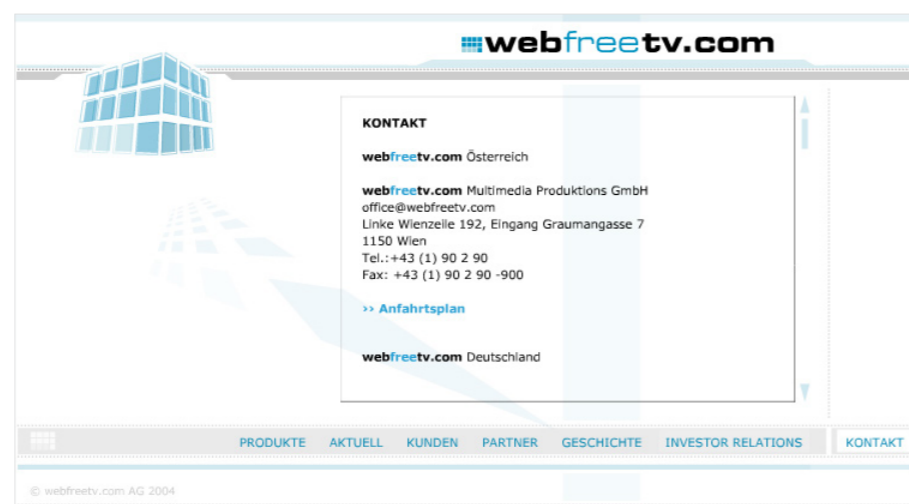 webfreetv.com
KONTAKT
webfreetv.com Österreich
webfreetv.com Multimedia Produktions GmbH
office@webfreetv.com
Linke Wienzeile 192, Eingang Graumangasse 7
1150 Wien
Tel.:+43 (1) 90 2 90
Fax: +43 (1) 90 2 90 -900
›› Anfahrtsplan
webfreetv.com Deutschland
PRODUKTE AKTUELL KUNDEN PARTNER GESCHICHTE INVESTOR RELATIONS KONTAKT
© webfreetv.com AG 2004